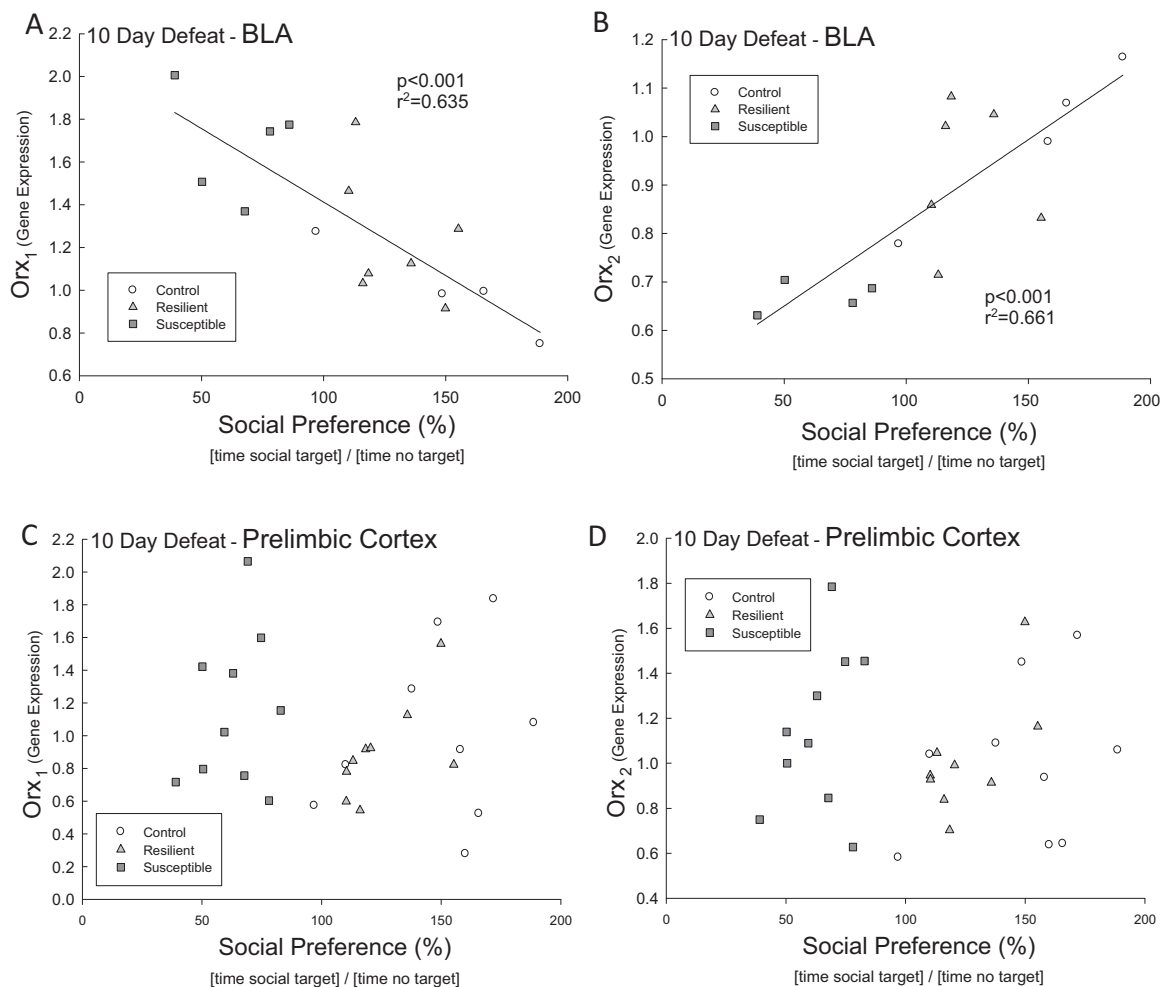 A
10 Day Defeat - BLA
2.2
2.0
1.8
1.6
1.4
1.2
1.0
0.8
0.6
Orx1 (Gene Expression)
p<0.001
r2=0.635
Control
Resilient
Susceptible
0 50 100 150 200
Social Preference (%)
[time social target] / [time no target]
B
10 Day Defeat - BLA
1.2
1.1
1.0
0.9
0.8
0.7
0.6
0.5
Orx2 (Gene Expression)
Control
Resilient
Susceptible
p<0.001
r2=0.661
0 50 100 150 200
Social Preference (%)
[time social target] / [time no target]
C
10 Day Defeat - Prelimbic Cortex
2.2
2.0
1.8
1.6
1.4
1.2
1.0
0.8
0.6
0.4
0.2
0.0
Orx1 (Gene Expression)
Control
Resilient
Susceptible
0 50 100 150 200
Social Preference (%)
[time social target] / [time no target]
D
10 Day Defeat - Prelimbic Cortex
2.0
1.8
1.6
1.4
1.2
1.0
0.8
0.6
0.4
Orx2 (Gene Expression)
Control
Resilient
Susceptible
0 50 100 150 200
Social Preference (%)
[time social target] / [time no target]